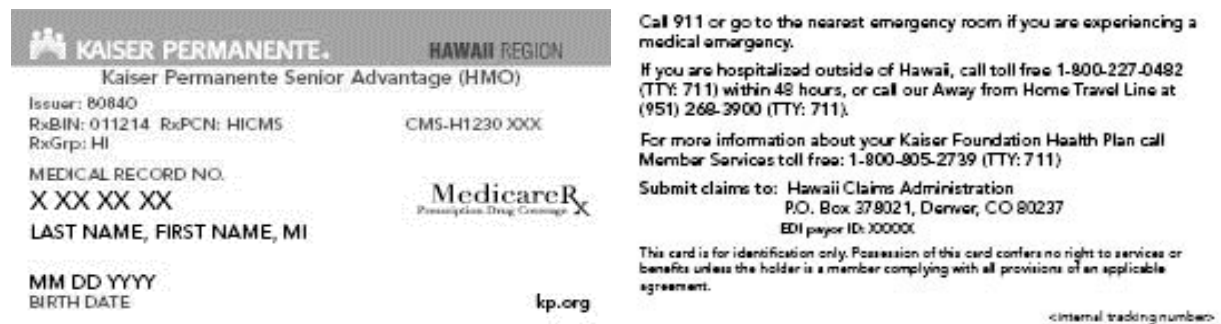 KAISER PERMANENTE.
HAWAII REGION
Kaiser Permanente Senior Advantage (HMO)
Issuer: 80840
RxBIN: 011214 RxPCN: HICMS
CMS-H1230 XXX
RxGrp: HI
MEDICAL RECORD NO.
X XX XX XX
MedicareRx
Prescription Drug Coverage
LAST NAME, FIRST NAME, MI
MM DD YYYY
BIRTH DATE
kp.org
Call 911 or go to the nearest emergency room if you are experiencing a
medical emergency.
If you are hospitalized outside of Hawaii, call toll free 1-800-227-0482
(TTY: 711) within 48 hours, or call our Away from Home Travel Line at
(951) 268-3900 (TTY: 711).
For more information about your Kaiser Foundation Health Plan call
Member Services toll free: 1-800-805-2739 (TTY: 711)
Submit claims to: Hawaii Claims Administration
P.O. Box 378021, Denver, CO 80237
EDI payor ID: XXXXX
This card is for identification only. Possession of this card confers no right to services or
benefits unless the holder is a member complying with all provisions of an applicable
agreement.
<internal tracking number>